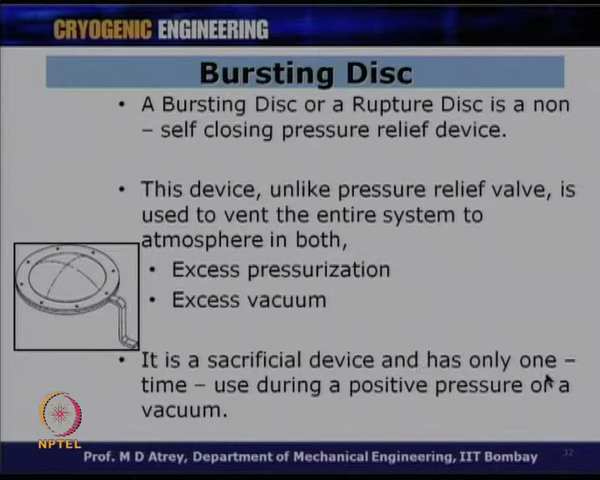 CRYOGENIC ENGINEERING
Bursting Disc
• A Bursting Disc or a Rupture Disc is a non
– self closing pressure relief device.
• This device, unlike pressure relief valve, is
used to vent the entire system to
atmosphere in both,
• Excess pressurization
• Excess vacuum
• It is a sacrificial device and has only one –
time – use during a positive pressure or a
vacuum.
NPTEL
Prof. M D Atrey, Department of Mechanical Engineering, IIT Bombay
32